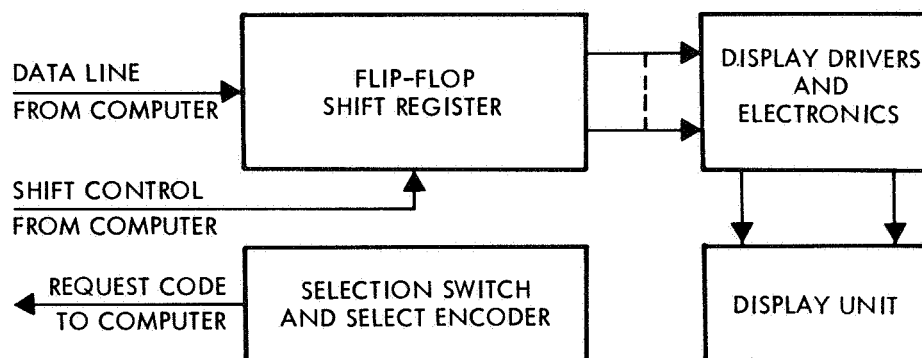 DATA LINE
FROM COMPUTER
FLIP-FLOP
SHIFT REGISTER
DISPLAY DRIVERS
AND
ELECTRONICS
SHIFT CONTROL
FROM COMPUTER
REQUEST CODE
TO COMPUTER
SELECTION SWITCH
AND SELECT ENCODER
DISPLAY UNIT